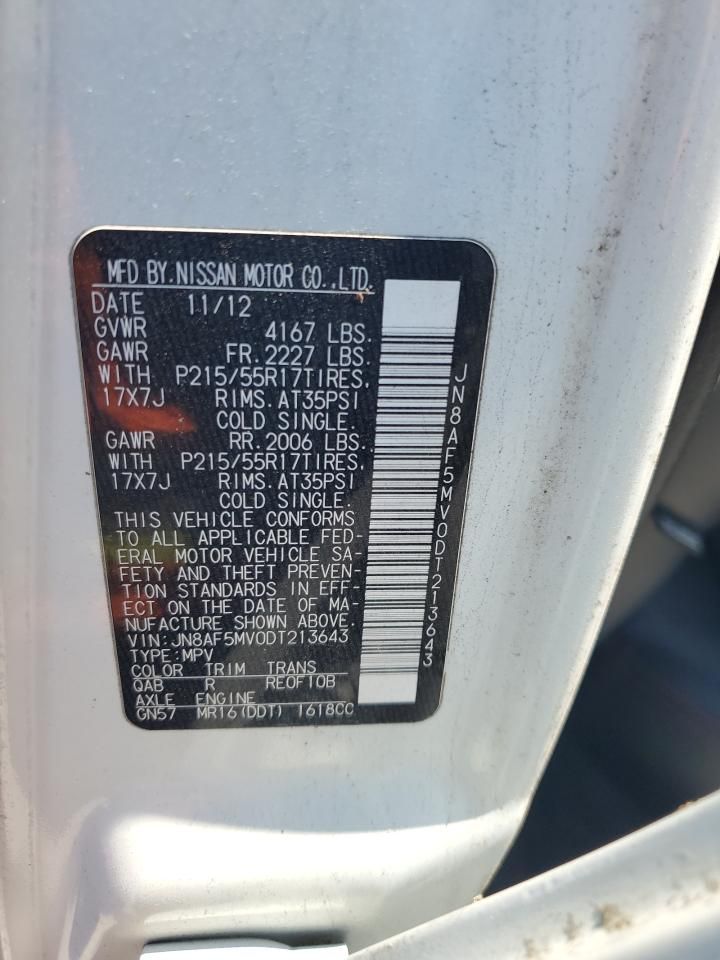 MFD BY.NISSAN MOTOR CO.,LTD.
DATE 11/12
GVWR 4167 LBS.
GAWR FR.2227 LBS.
WITH P215/55R17TIRES,
17X7J RIMS.AT35PSI
COLD SINGLE.
GAWR RR.2006 LBS.
WITH P215/55R17TIRES,
17X7J RIMS.AT35PSI
COLD SINGLE.
THIS VEHICLE CONFORMS
TO ALL APPLICABLE FED-
ERAL MOTOR VEHICLE SA-
FETY AND THEFT PREVEN-
TION STANDARDS IN EFF-
ECT ON THE DATE OF MA-
NUFACTURE SHOWN ABOVE.
VIN:JN8AF5MV0DT213643
TYPE:MPV
COLOR TRIM TRANS
QAB R RE0F10B
AXLE ENGINE
GN57 MR16(DDT) 1618CC
JN8AF5MV0DT213643